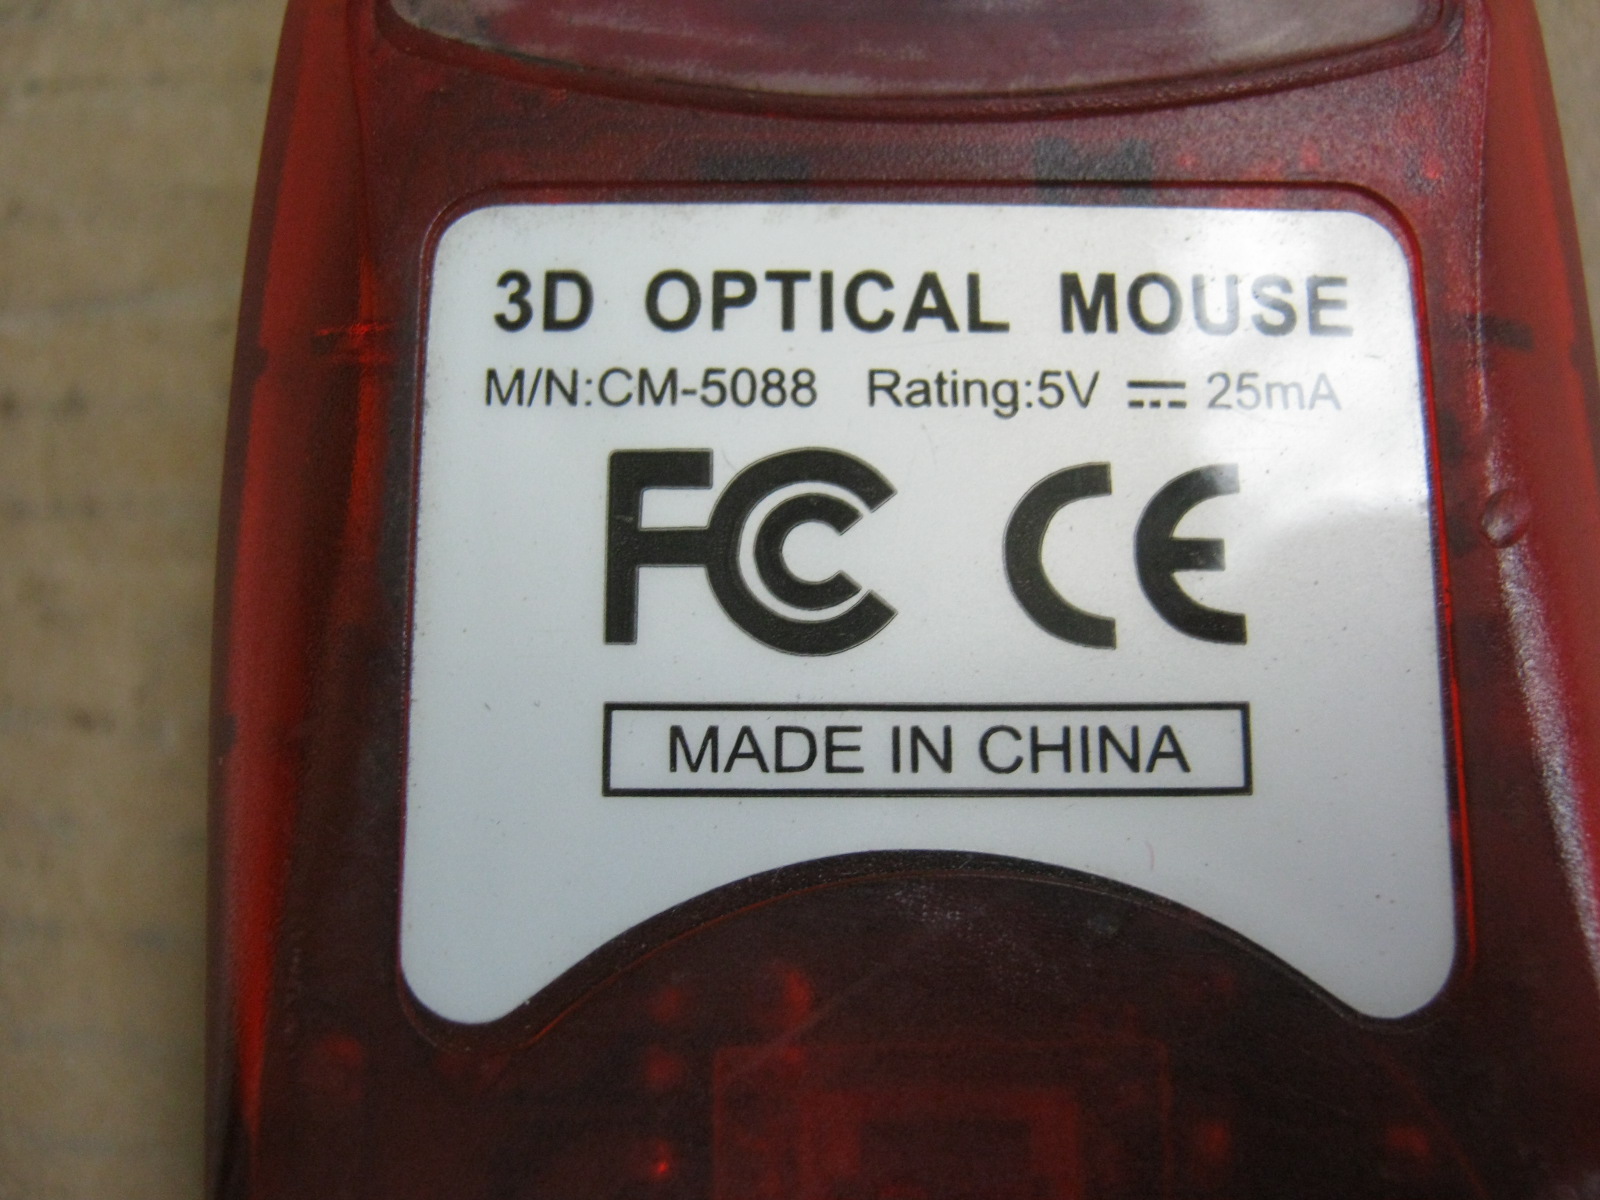 3D OPTICAL MOUSE
M/N:CM-5088 Rating:5V ⎓ 25mA
FC CE
MADE IN CHINA